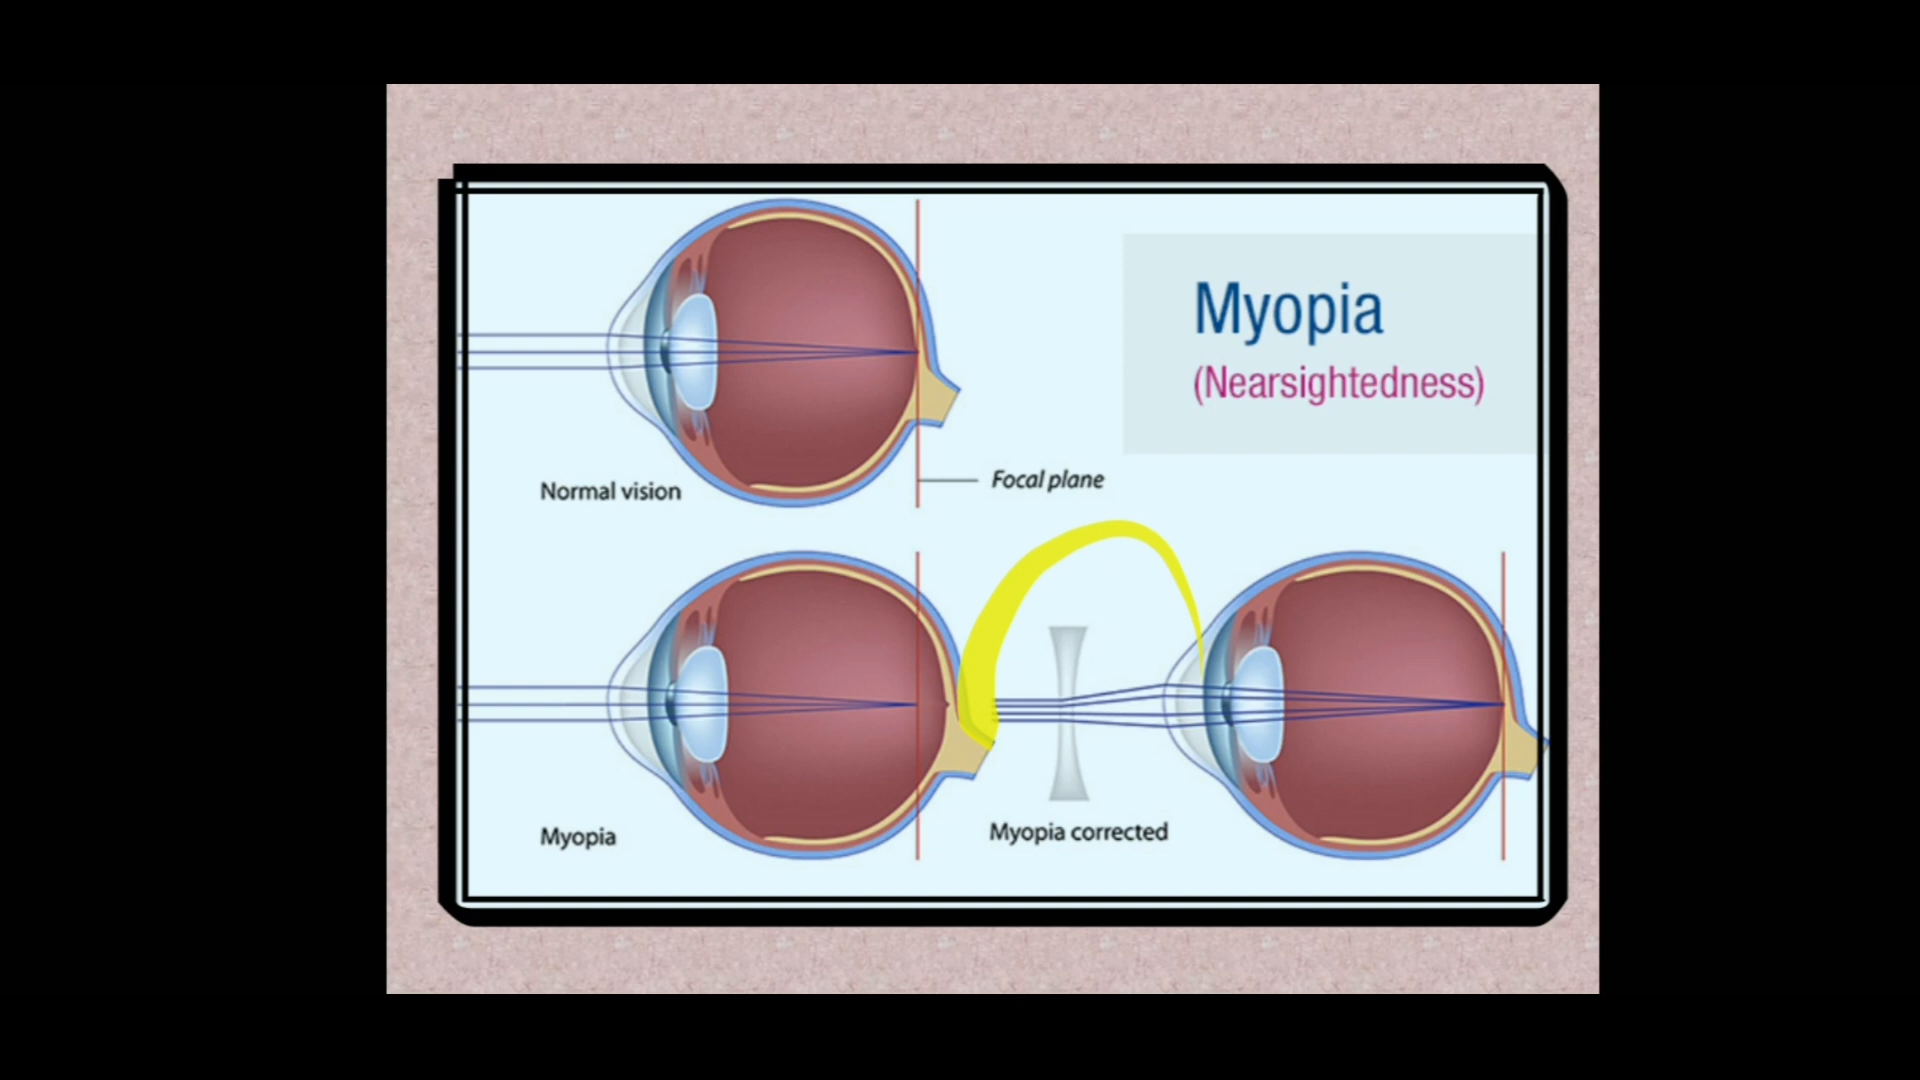 Myopia
(Nearsightedness)
Normal vision
Focal plane
Myopia
Myopia corrected